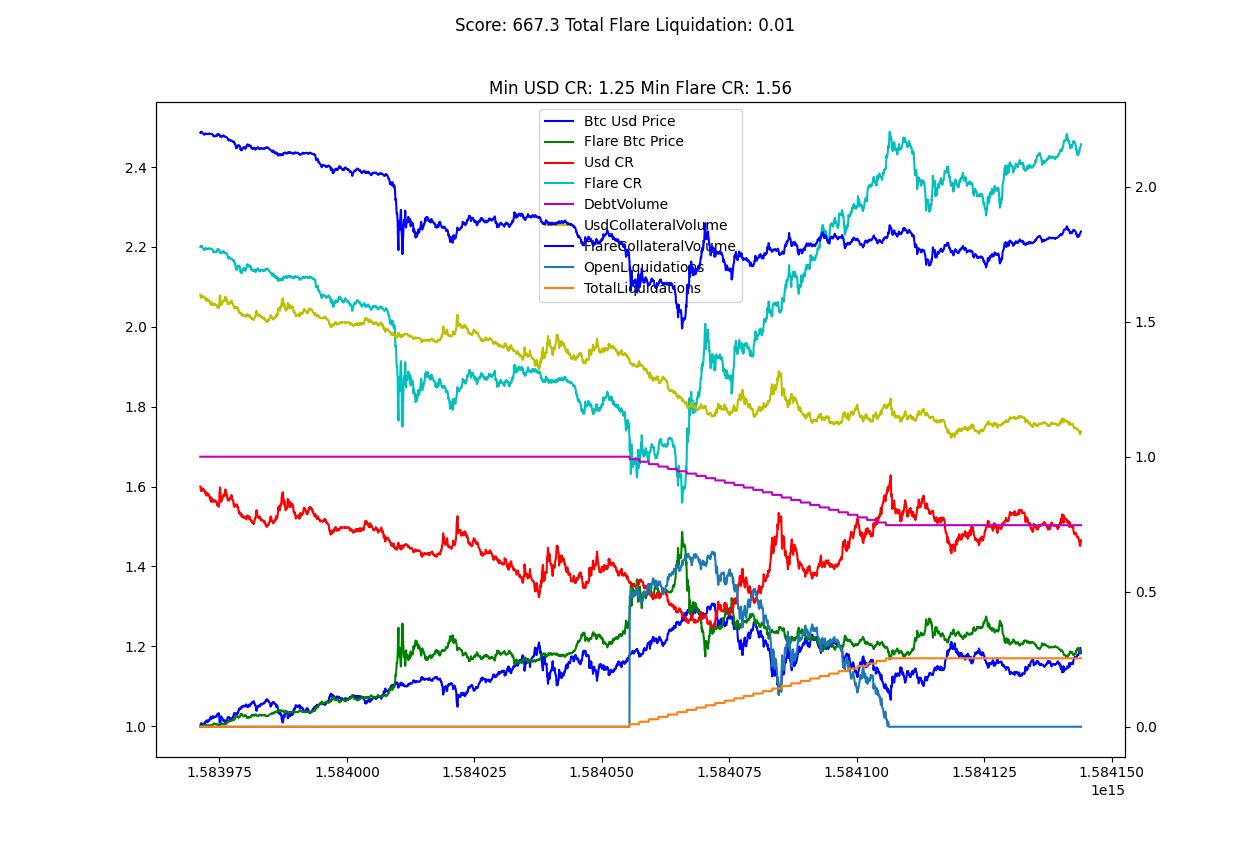 Score: 667.3 Total Flare Liquidation: 0.01
Min USD CR: 1.25 Min Flare CR: 1.56
Btc Usd Price
Flare Btc Price
Usd CR
Flare CR
DebtVolume
UsdCollateralVolume
FlareCollateralVolume
OpenLiquidations
TotalLiquidations
2.4
2.2
2.0
1.8
1.6
1.4
1.2
1.0
2.0
1.5
1.0
0.5
0.0
1.583975
1.584000
1.584025
1.584050
1.584075
1.584100
1.584125
1.584150
1e15